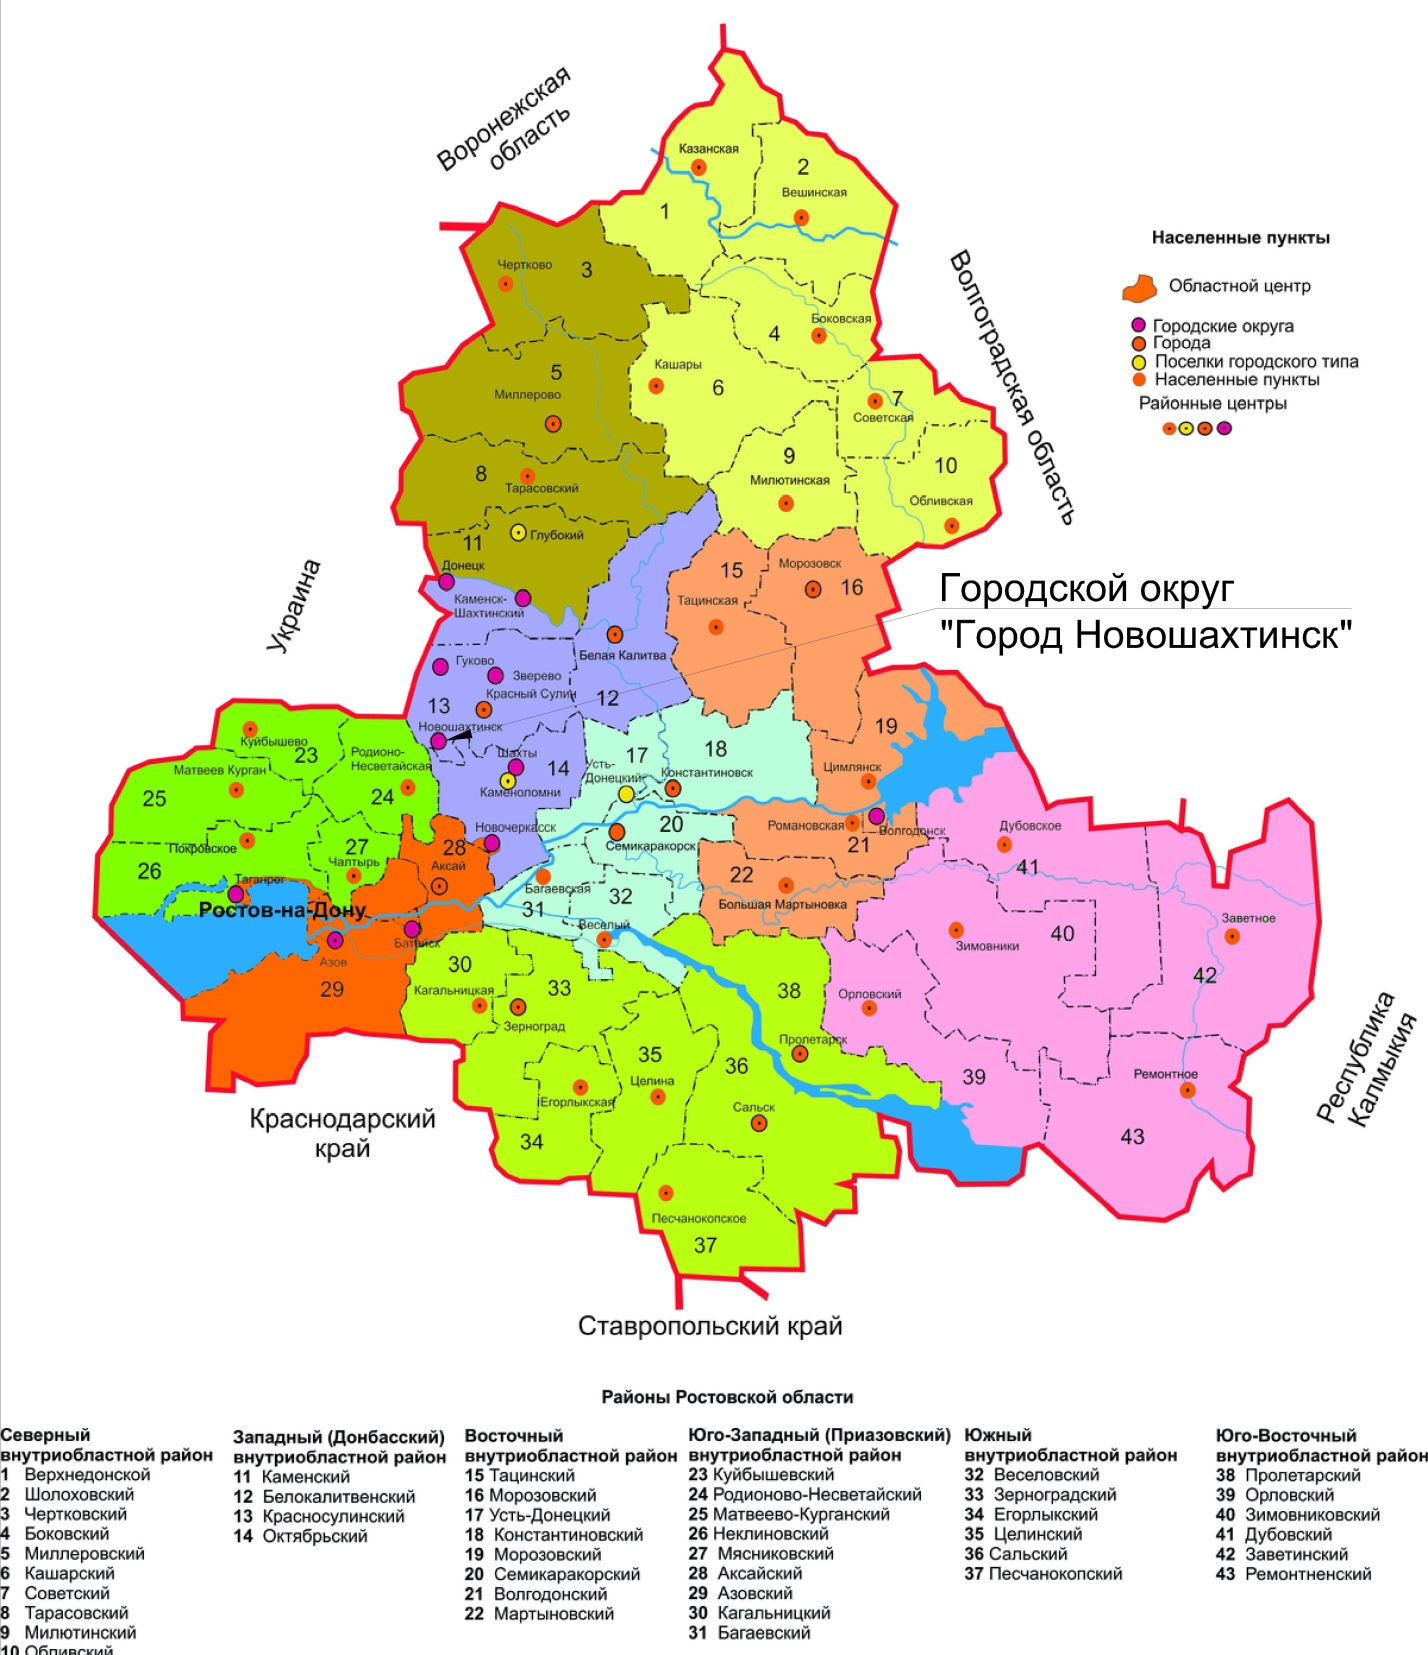 Воронежская
область
Волгоградская область
Украина
Республика
Калмыкия
Краснодарский
край
Ставропольский край
Городской округ
"Город Новошахтинск"
Населенные пункты
Областной центр
Городские округа
Города
Поселки городского типа
Населенные пункты
Районные центры
Казанская
1
2
Вешинская
Чертково
3
4
Боковская
5
Миллерово
Кашары
6
7
Советская
8
Тарасовский
9
Милютинская
10
Обливская
11
Глубокий
Донецк
Каменск-
Шахтинский
15
Тацинская
Морозовск
16
Белая Калитва
12
Гуково
Зверево
Красный Сулин
13
Новошахтинск
Шахты
14
Каменоломни
Новочеркасск
17
Усть-
Донецкий
18
Константиновск
19
Цимлянск
20
Семикаракорск
Романовская
21
Волгодонск
22
Большая Мартыновка
Куйбышево
23
Матвеев Курган
25
Родионо-
Несветайская
24
Покровское
26
27
Чалтырь
28
Аксай
Таганрог
Ростов-на-Дону
Батайск
Азов
29
Багаевская
31
32
Веселый
30
Кагальницкая
33
Зерноград
34
Егорлыкская
35
Целина
36
Сальск
Песчанокопское
37
38
Пролетарск
Орловский
39
Зимовники
40
Дубовское
41
Заветное
42
Ремонтное
43
Районы Ростовской области
Северный
внутриобластной район
1 Верхнедонской
2 Шолоховский
3 Чертковский
4 Боковский
5 Миллеровский
6 Кашарский
7 Советский
8 Тарасовский
9 Милютинский
10 Обливский
Западный (Донбасский)
внутриобластной район
11 Каменский
12 Белокалитвенский
13 Красносулинский
14 Октябрьский
Восточный
внутриобластной район
15 Тацинский
16 Морозовский
17 Усть-Донецкий
18 Константиновский
19 Морозовский
20 Семикаракорский
21 Волгодонский
22 Мартыновский
Юго-Западный (Приазовский)
внутриобластной район
23 Куйбышевский
24 Родионово-Несветайский
25 Матвеево-Курганский
26 Неклиновский
27 Мясниковский
28 Аксайский
29 Азовский
30 Кагальницкий
31 Багаевский
Южный
внутриобластной район
32 Веселовский
33 Зерноградский
34 Егорлыкский
35 Целинский
36 Сальский
37 Песчанокопский
Юго-Восточный
внутриобластной район
38 Пролетарский
39 Орловский
40 Зимовниковский
41 Дубовский
42 Заветинский
43 Ремонтненский